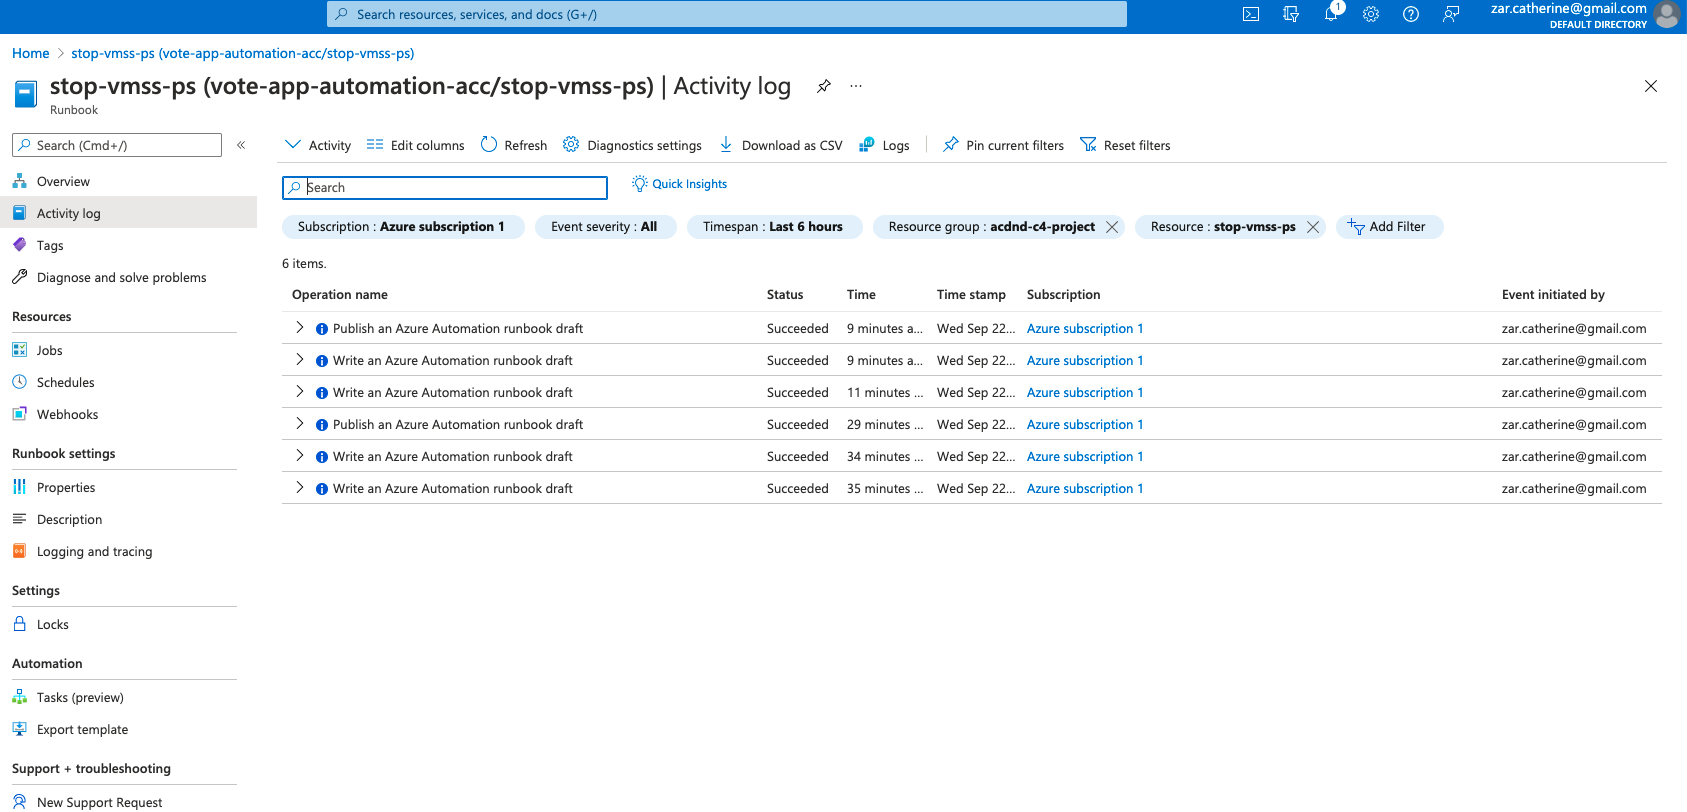 Search resources, services, and docs (G+/)
1
zar.catherine@gmail.com
DEFAULT DIRECTORY
Home > stop-vmss-ps (vote-app-automation-acc/stop-vmss-ps)
stop-vmss-ps (vote-app-automation-acc/stop-vmss-ps) | Activity log ...
Runbook
Search (Cmd+/) «
Overview
Activity log
Tags
Diagnose and solve problems
Resources
Jobs
Schedules
Webhooks
Runbook settings
Properties
Description
Logging and tracing
Settings
Locks
Automation
Tasks (preview)
Export template
Support + troubleshooting
New Support Request
Activity Edit columns Refresh Diagnostics settings Download as CSV Logs Pin current filters Reset filters
Search Quick Insights
Subscription : Azure subscription 1 Event severity : All Timespan : Last 6 hours Resource group : acdnd-c4-project Resource : stop-vmss-ps Add Filter
6 items.
Operation name Status Time Time stamp Subscription Event initiated by
Publish an Azure Automation runbook draft Succeeded 9 minutes a... Wed Sep 22... Azure subscription 1 zar.catherine@gmail.com
Write an Azure Automation runbook draft Succeeded 9 minutes a... Wed Sep 22... Azure subscription 1 zar.catherine@gmail.com
Write an Azure Automation runbook draft Succeeded 11 minutes ... Wed Sep 22... Azure subscription 1 zar.catherine@gmail.com
Publish an Azure Automation runbook draft Succeeded 29 minutes ... Wed Sep 22... Azure subscription 1 zar.catherine@gmail.com
Write an Azure Automation runbook draft Succeeded 34 minutes ... Wed Sep 22... Azure subscription 1 zar.catherine@gmail.com
Write an Azure Automation runbook draft Succeeded 35 minutes ... Wed Sep 22... Azure subscription 1 zar.catherine@gmail.com